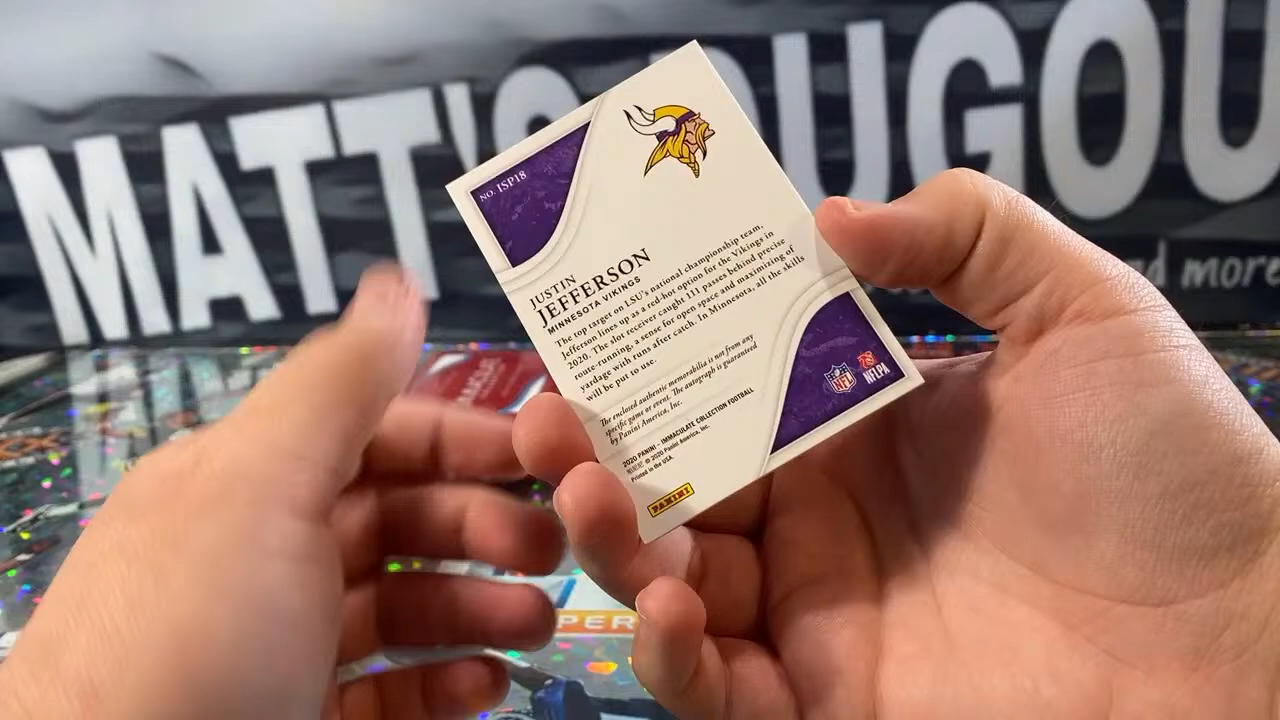 MATT'S DUGOU
nd more
NO. ISP18
JUSTIN
JEFFERSON
MINNESOTA VIKINGS
The top target on LSU's national championship team,
Jefferson lines up as a red-hot option for the Vikings in
2020. The slot receiver caught 111 passes behind precise
route-running, a sense for open space and maximizing of
yardage with runs after catch. In Minnesota, all the skills
will be put to use.
The enclosed authentic memorabilia is not from any
specific game or event. The autograph is guaranteed
by Panini America, Inc.
2020 PANINI - IMMACULATE COLLECTION FOOTBALL
© 2020 Panini America, Inc.
Printed in the USA.
PANINI
NFL
NFLPA
PER